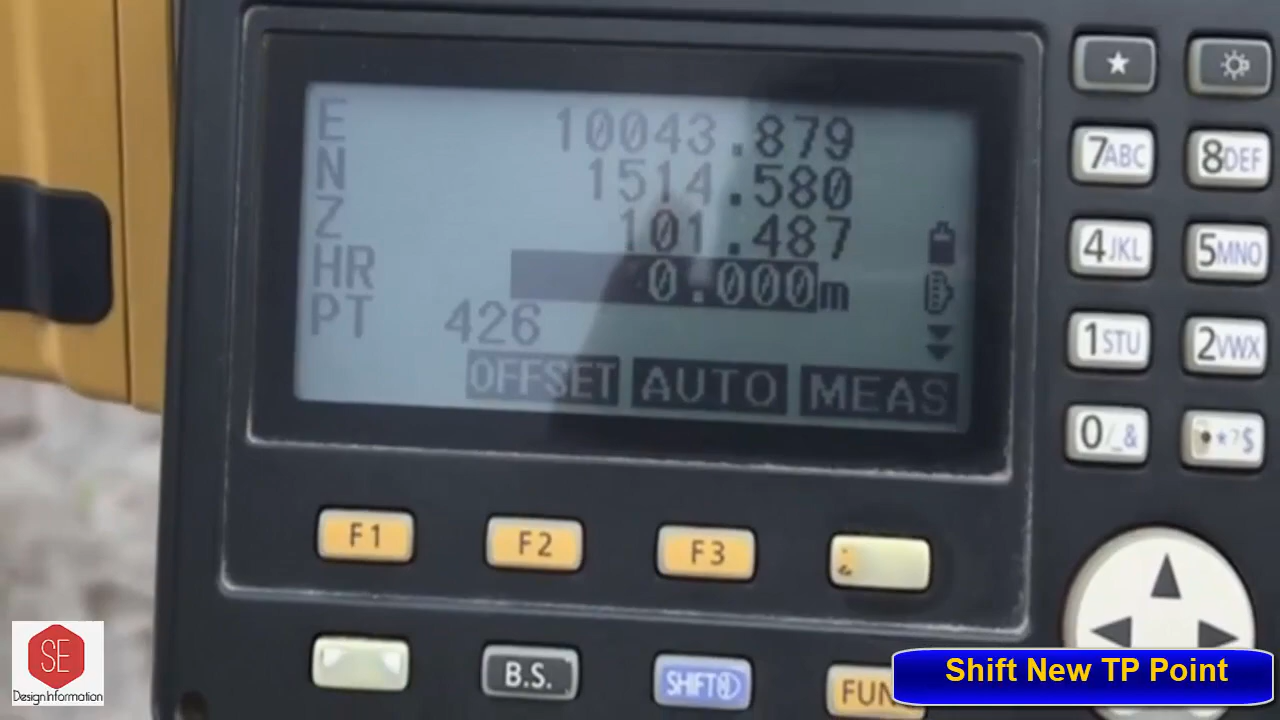 E 10043.879
N 1514.580
Z 101.487
HR 0.000m
PT 426
OFFSET AUTO MEAS
★
7ABC 8DEF
4JKL 5MNO
1STU 2VWX
0/_& •*?$
F1 F2 F3
B.S. SHIFT FUN
SE
Design Information
Shift New TP Point